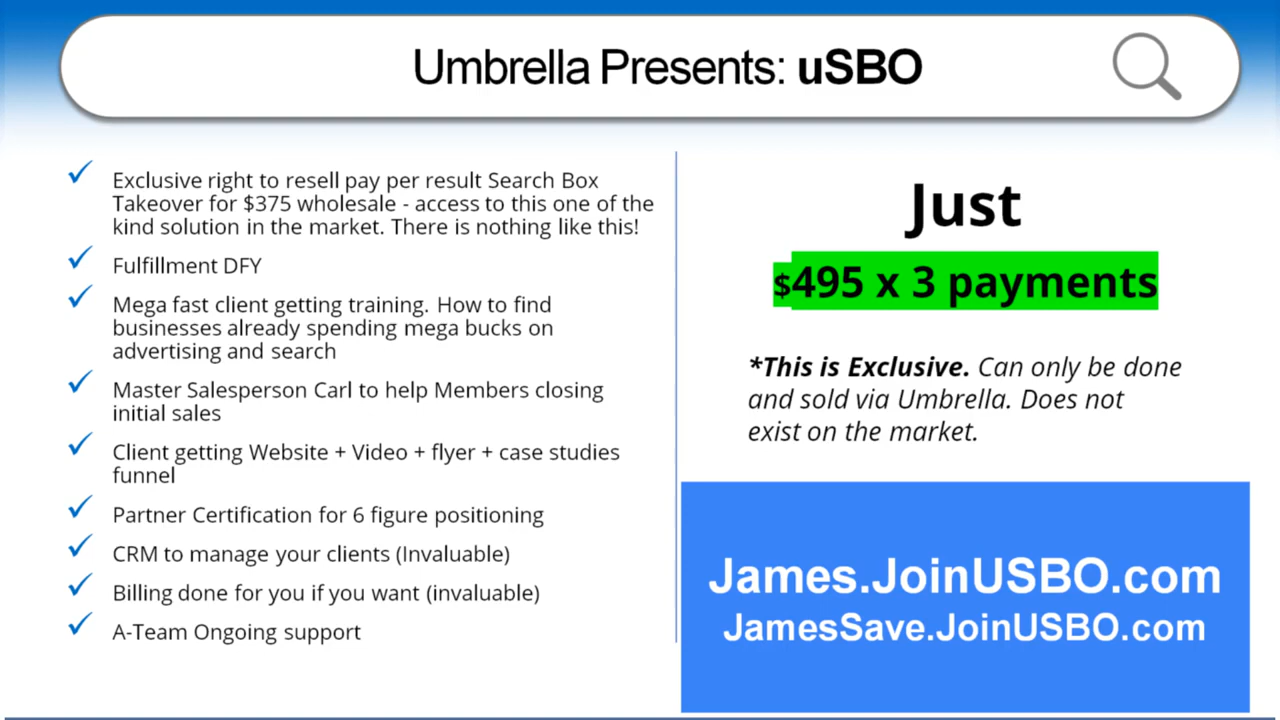 Umbrella Presents: uSBO
Exclusive right to resell pay per result Search Box
Takeover for $375 wholesale - access to this one of the
kind solution in the market. There is nothing like this!
Fulfillment DFY
Mega fast client getting training. How to find
businesses already spending mega bucks on
advertising and search
Master Salesperson Carl to help Members closing
initial sales
Client getting Website + Video + flyer + case studies
funnel
Partner Certification for 6 figure positioning
CRM to manage your clients (Invaluable)
Billing done for you if you want (invaluable)
A-Team Ongoing support
Just
$495 x 3 payments
*This is Exclusive. Can only be done
and sold via Umbrella. Does not
exist on the market.
James.JoinUSBO.com
JamesSave.JoinUSBO.com